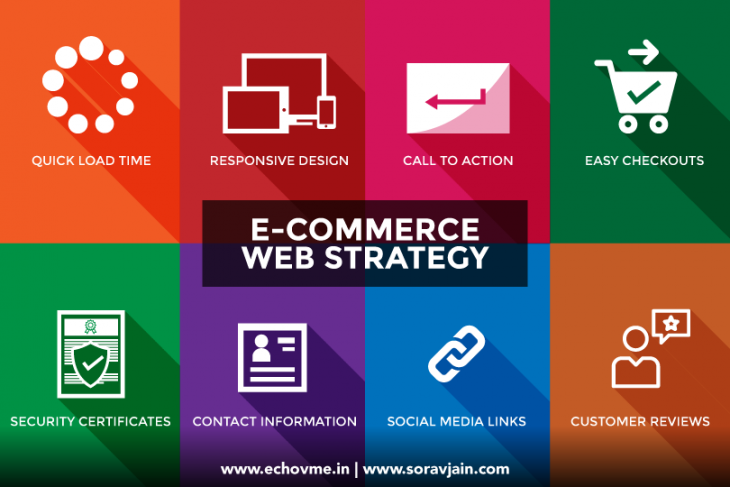 QUICK LOAD TIME
RESPONSIVE DESIGN
CALL TO ACTION
EASY CHECKOUTS
E-COMMERCE
WEB STRATEGY
SECURITY CERTIFICATES
CONTACT INFORMATION
SOCIAL MEDIA LINKS
CUSTOMER REVIEWS
www.echovme.in | www.soravjain.com